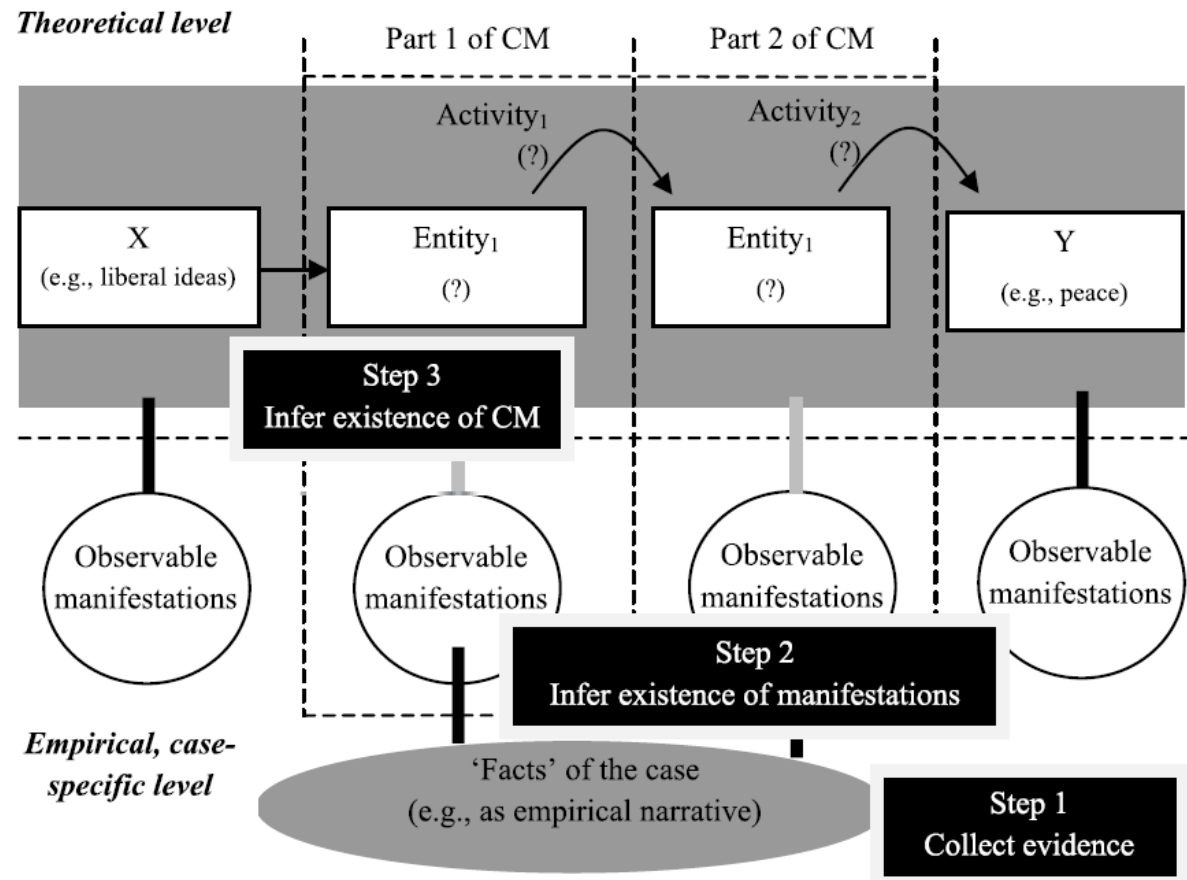 Theoretical level
Part 1 of CM
Part 2 of CM
Activity₁
(?)
Activity₂
(?)
X
(e.g., liberal ideas)
Entity₁
(?)
Entity₁
(?)
Y
(e.g., peace)
Step 3
Infer existence of CM
Observable
manifestations
Observable
manifestations
Observable
manifestations
Observable
manifestations
Step 2
Infer existence of manifestations
Empirical, case-
specific level
‘Facts’ of the case
(e.g., as empirical narrative)
Step 1
Collect evidence